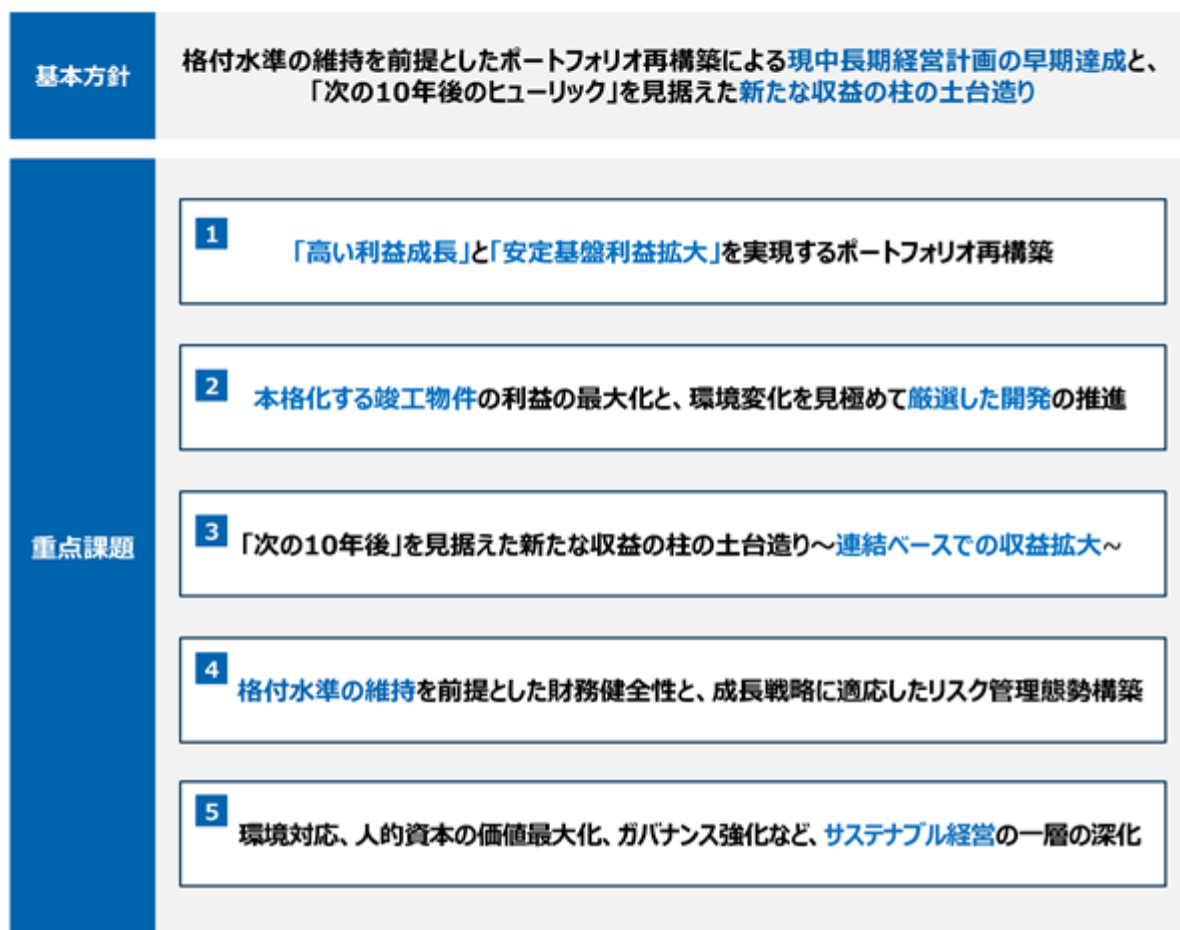 基本方針
格付水準の維持を前提としたポートフォリオ再構築による現中長期経営計画の早期達成と、
「次の10年後のヒューリック」を見据えた新たな収益の柱の土台造り
重点課題
1
「高い利益成長」と「安定基盤利益拡大」を実現するポートフォリオ再構築
2
本格化する竣工物件の利益の最大化と、環境変化を見極めて厳選した開発の推進
3
「次の10年後」を見据えた新たな収益の柱の土台造り～連結ベースでの収益拡大~
4
格付水準の維持を前提とした財務健全性と、成長戦略に適応したリスク管理態勢構築
5
環境対応、人的資本の価値最大化、ガバナンス強化など、サステナブル経営の一層の深化